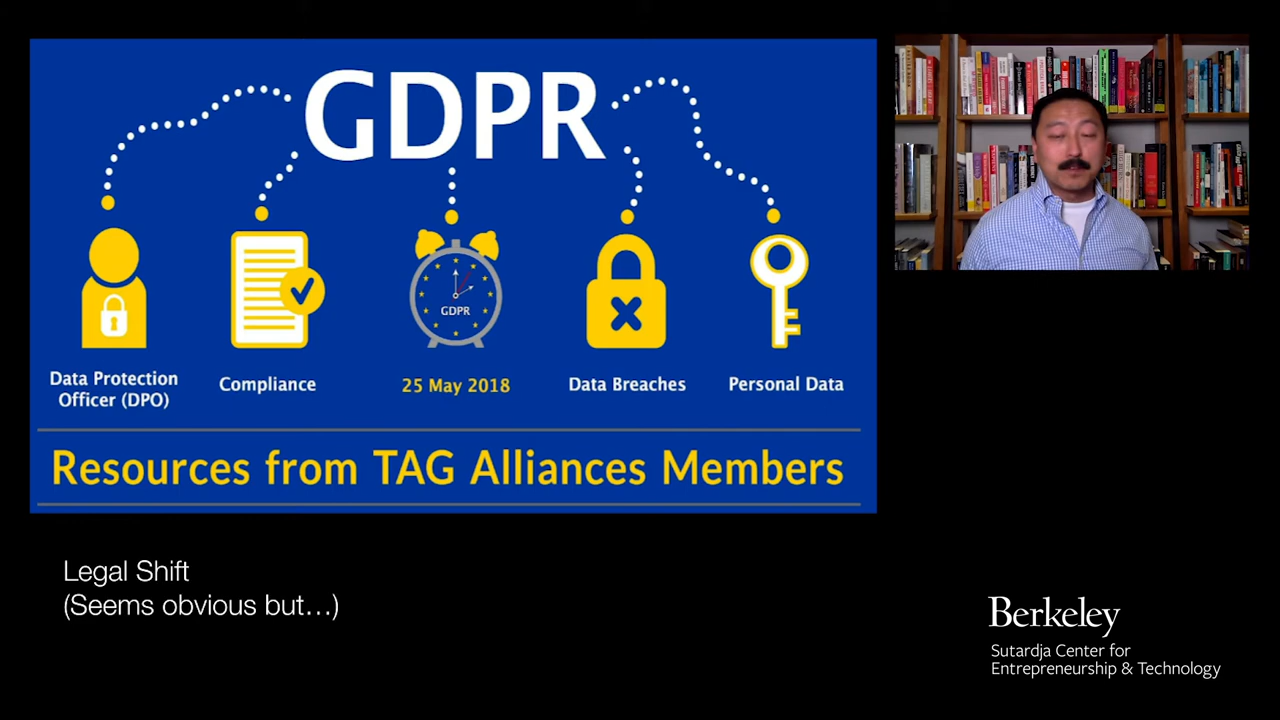 GDPR
GDPR
Data Protection
Officer (DPO)
Compliance
25 May 2018
Data Breaches
Personal Data
Resources from TAG Alliances Members
Legal Shift
(Seems obvious but…)
Berkeley
Sutardja Center for
Entrepreneurship & Technology